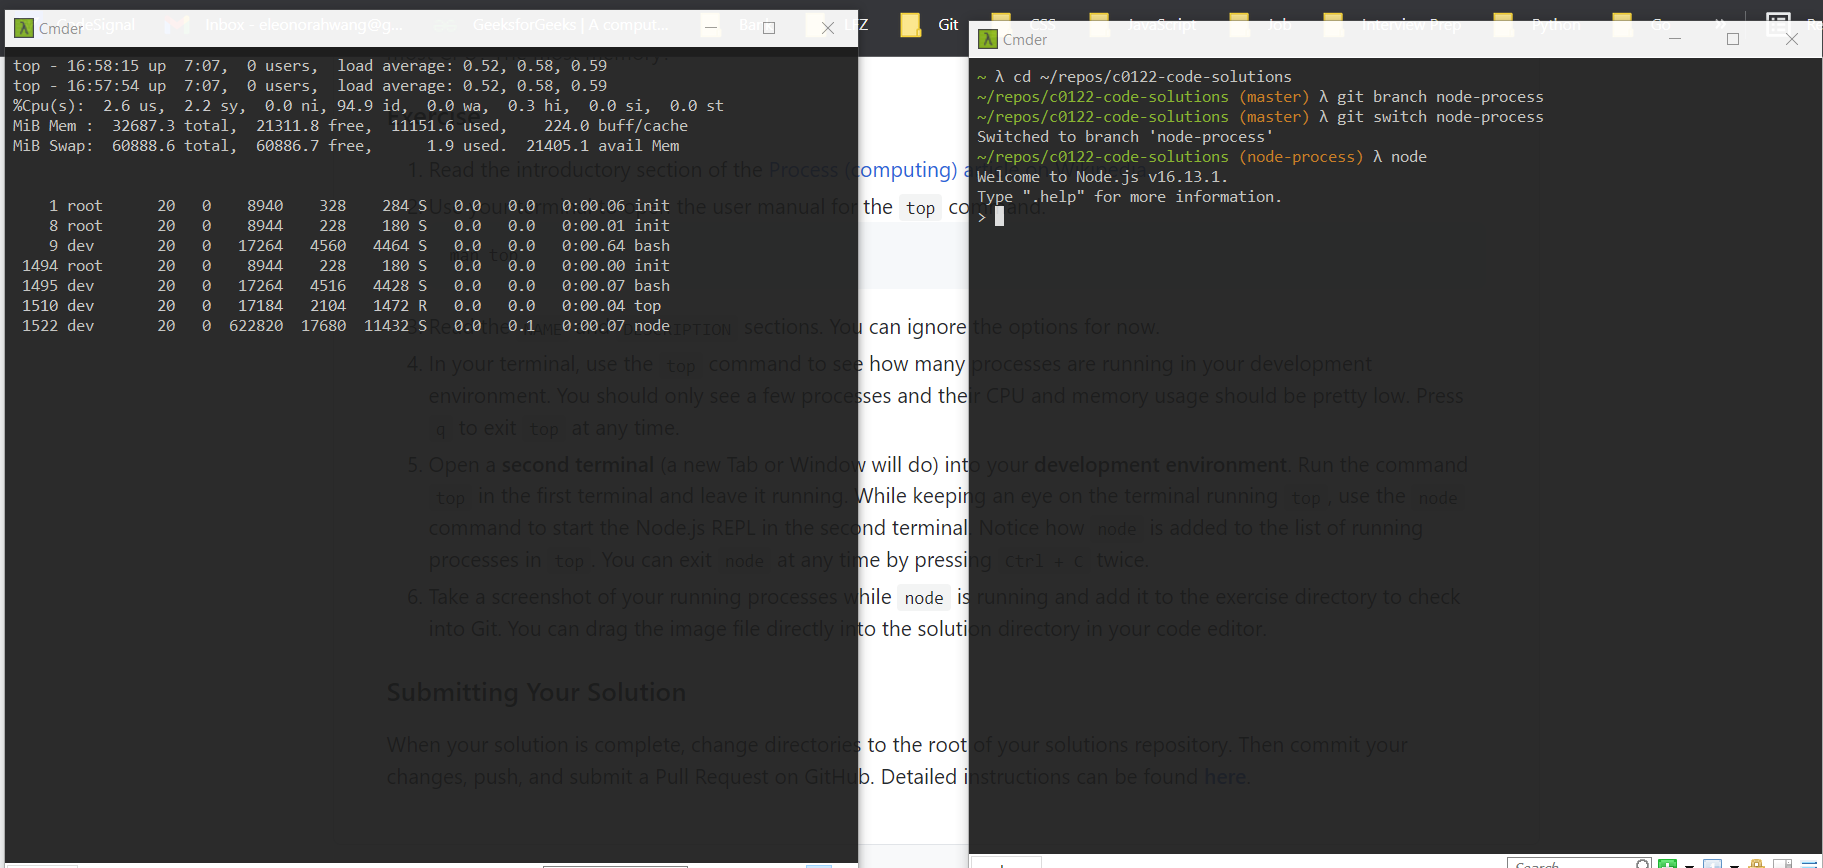 CodeSignal Inbox - eleonorahwang@g... GeeksforGeeks | A comput... Ban LFZ Git CSS JavaScript Job Interview Prep Python Go » Re
Cmder
top - 16:58:15 up  7:07,  0 users,  load average: 0.52, 0.58, 0.59
top - 16:57:54 up  7:07,  0 users,  load average: 0.52, 0.58, 0.59
%Cpu(s):  2.6 us,  2.2 sy,  0.0 ni, 94.9 id,  0.0 wa,  0.3 hi,  0.0 si,  0.0 st
MiB Mem :  32687.3 total,  21311.8 free,  11151.6 used,    224.0 buff/cache
MiB Swap:  60888.6 total,  60886.7 free,      1.9 used.  21405.1 avail Mem
1 root      20   0    8940    328    284 S   0.0   0.0   0:00.06 init
8 root      20   0    8944    228    180 S   0.0   0.0   0:00.01 init
9 dev       20   0   17264   4560   4464 S   0.0   0.0   0:00.64 bash
1494 root      20   0    8944    228    180 S   0.0   0.0   0:00.00 init
1495 dev       20   0   17264   4516   4428 S   0.0   0.0   0:00.07 bash
1510 dev       20   0   17184   2104   1472 R   0.0   0.0   0:00.04 top
1522 dev       20   0  622820  17680  11432 S   0.0   0.1   0:00.07 node
Cmder
~ λ cd ~/repos/c0122-code-solutions
~/repos/c0122-code-solutions (master) λ git branch node-process
~/repos/c0122-code-solutions (master) λ git switch node-process
Switched to branch 'node-process'
~/repos/c0122-code-solutions (node-process) λ node
Welcome to Node.js v16.13.1.
Type ".help" for more information.
>
memory.
Exercise
1. Read the introductory section of the Process (computing) a
2. Use your terminal to open the user manual for the top command.
man top
3. Read the NAME and DESCRIPTION sections. You can ignore the options for now.
4. In your terminal, use the top command to see how many processes are running in your development
environment. You should only see a few processes and their CPU and memory usage should be pretty low. Press
q to exit top at any time.
5. Open a second terminal (a new Tab or Window will do) into your development environment. Run the command
top in the first terminal and leave it running. While keeping an eye on the terminal running top, use the node
command to start the Node.js REPL in the second terminal. Notice how node is added to the list of running
processes in top. You can exit node at any time by pressing Ctrl + C twice.
6. Take a screenshot of your running processes while node is running and add it to the exercise directory to check
into Git. You can drag the image file directly into the solution directory in your code editor.
Submitting Your Solution
When your solution is complete, change directories to the root of your solutions repository. Then commit your
changes, push, and submit a Pull Request on GitHub. Detailed instructions can be found here.
Search